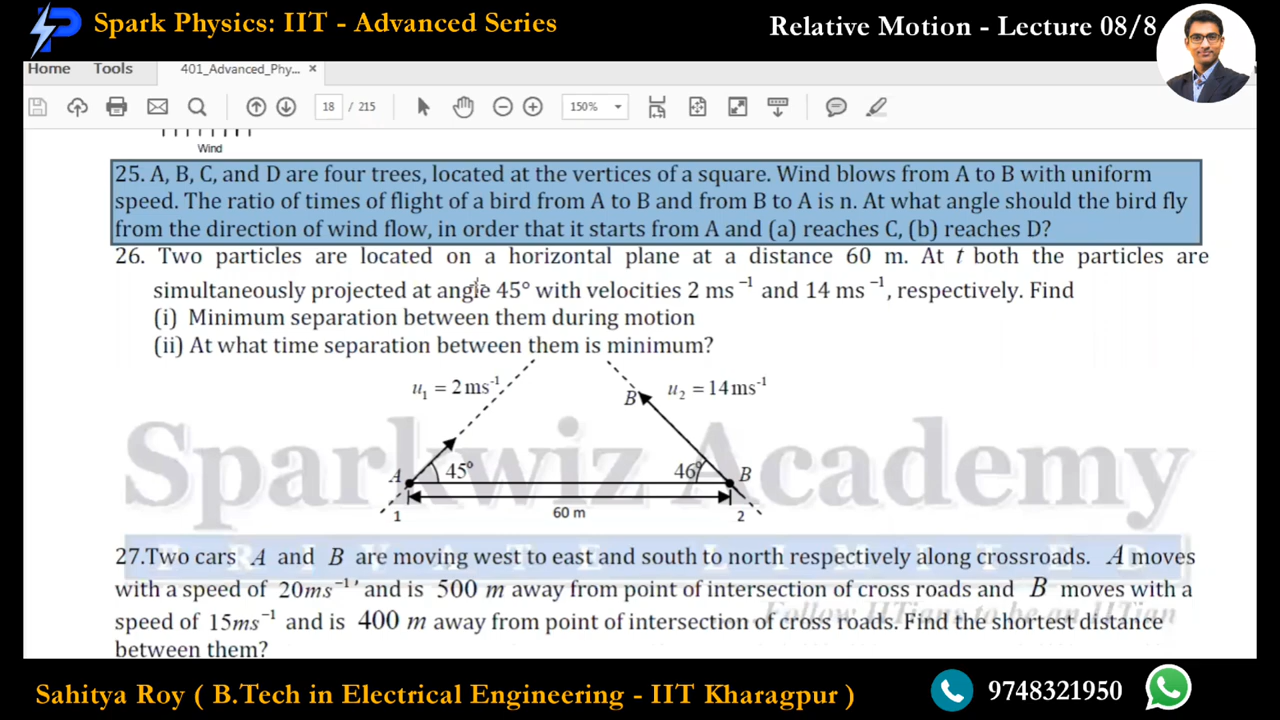 Spark Physics: IIT - Advanced Series
Relative Motion - Lecture 08/8
Home Tools 401_Advanced_Phy... ×
18 / 215 150%
Wind
25. A, B, C, and D are four trees, located at the vertices of a square. Wind blows from A to B with uniform
speed. The ratio of times of flight of a bird from A to B and from B to A is n. At what angle should the bird fly
from the direction of wind flow, in order that it starts from A and (a) reaches C, (b) reaches D?
26. Two particles are located on a horizontal plane at a distance 60 m. At t both the particles are
simultaneously projected at angle 45° with velocities 2 ms⁻¹ and 14 ms⁻¹, respectively. Find
(i) Minimum separation between them during motion
(ii) At what time separation between them is minimum?
u₁ = 2ms⁻¹
B u₂ = 14ms⁻¹
A 45° 46° B
1 60 m 2
Sparkwiz Academy
PRIVATE LIMITED
27.Two cars A and B are moving west to east and south to north respectively along crossroads. A moves
with a speed of 20ms⁻¹′ and is 500 m away from point of intersection of cross roads and B moves with a
speed of 15ms⁻¹ and is 400 m away from point of intersection of cross roads. Find the shortest distance
between them?
Follow IITians to be an IITian
Sahitya Roy ( B.Tech in Electrical Engineering - IIT Kharagpur )
9748321950